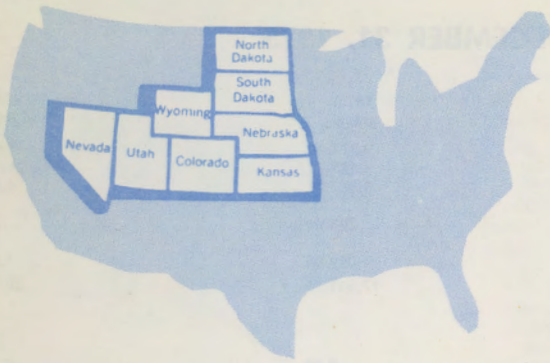 North
Dakota
South
Dakota
Wyoming
Nebraska
Nevada
Utah
Colorado
Kansas